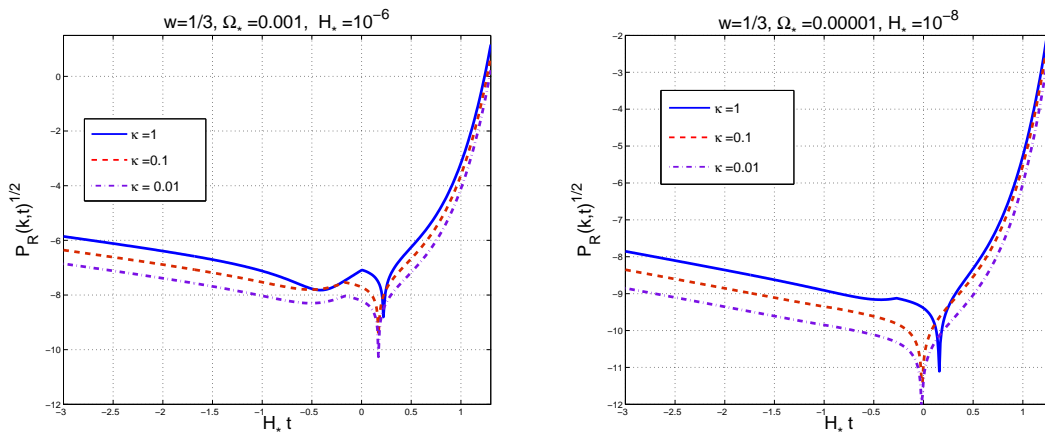 w=1/3, Ω* =0.001, H* =10^-6
P_R(k,t)^1/2
0
−2
−4
−6
−8
−10
−12
κ =1
κ =0.1
κ = 0.01
−3 −2.5 −2 −1.5 −1 −0.5 0 0.5 1
H* t
w=1/3, Ω* =0.00001, H* =10^-8
P_R(k,t)^1/2
−2
−3
−4
−5
−6
−7
−8
−9
−10
−11
−12
κ =1
κ =0.1
κ =0.01
−3 −2.5 −2 −1.5 −1 −0.5 0 0.5 1
H* t